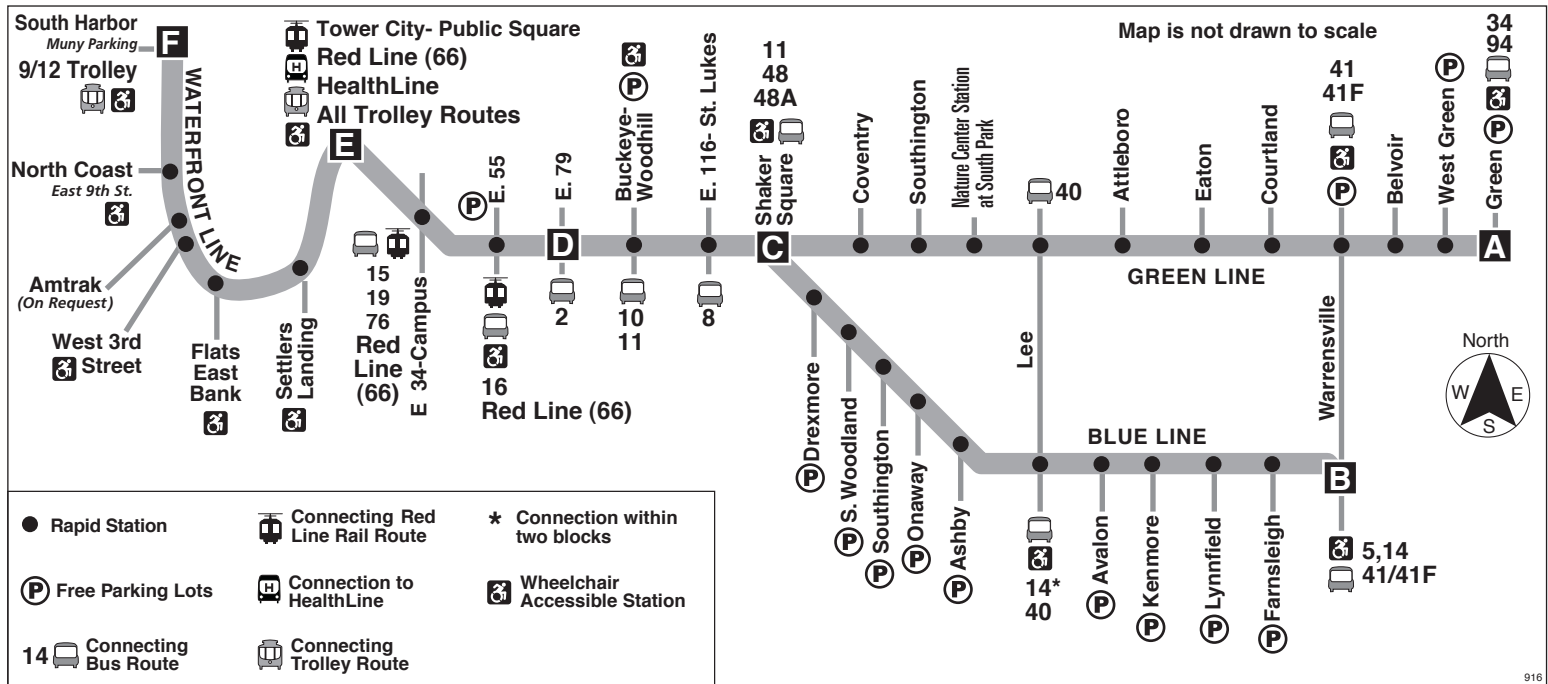 South Harbor
Muny Parking
F
9/12 Trolley
WATERFRONT LINE
North Coast
East 9th St.
Amtrak
(On Request)
West 3rd
Street
Flats
East
Bank
Settlers
Landing
Tower City- Public Square
Red Line (66)
H
HealthLine
All Trolley Routes
E
15
19
76
Red
Line
(66)
E 34-Campus
P
E. 55
16
Red Line (66)
E. 79
D
2
P
Buckeye-
Woodhill
10
11
E. 116- St. Lukes
8
11
48
48A
Shaker
Square
C
Coventry
Southington
Nature Center Station
at South Park
40
Attleboro
Eaton
Courtland
Map is not drawn to scale
41
41F
P
Belvoir
P
West Green
34
94
P
Green
A
GREEN LINE
Lee
Warrensville
P Drexmore
P S. Woodland
P Southington
P Onaway
P Ashby
BLUE LINE
14*
40
P Avalon
P Kenmore
P Lynnfield
P Farnsleigh
B
5,14
41/41F
North
W
E
S
Rapid Station
P Free Parking Lots
14
Connecting
Bus Route
Connecting Red
Line Rail Route
H
Connection to
HealthLine
Connecting
Trolley Route
* Connection within
two blocks
Wheelchair
Accessible Station
916